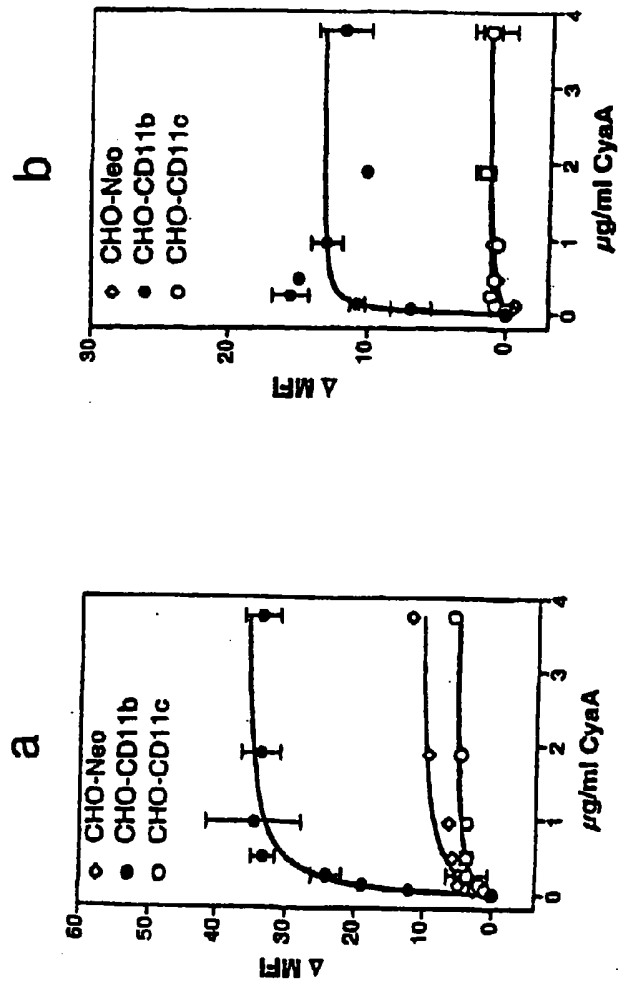 a
60
50
40
30
20
10
0
Δ MFI
◇ CHO-Neo
● CHO-CD11b
○ CHO-CD11c
0 1 2 3 4
μg/ml CyaA
b
30
20
10
0
Δ MFI
◇ CHO-Neo
● CHO-CD11b
○ CHO-CD11c
0 1 2 3 4
μg/ml CyaA